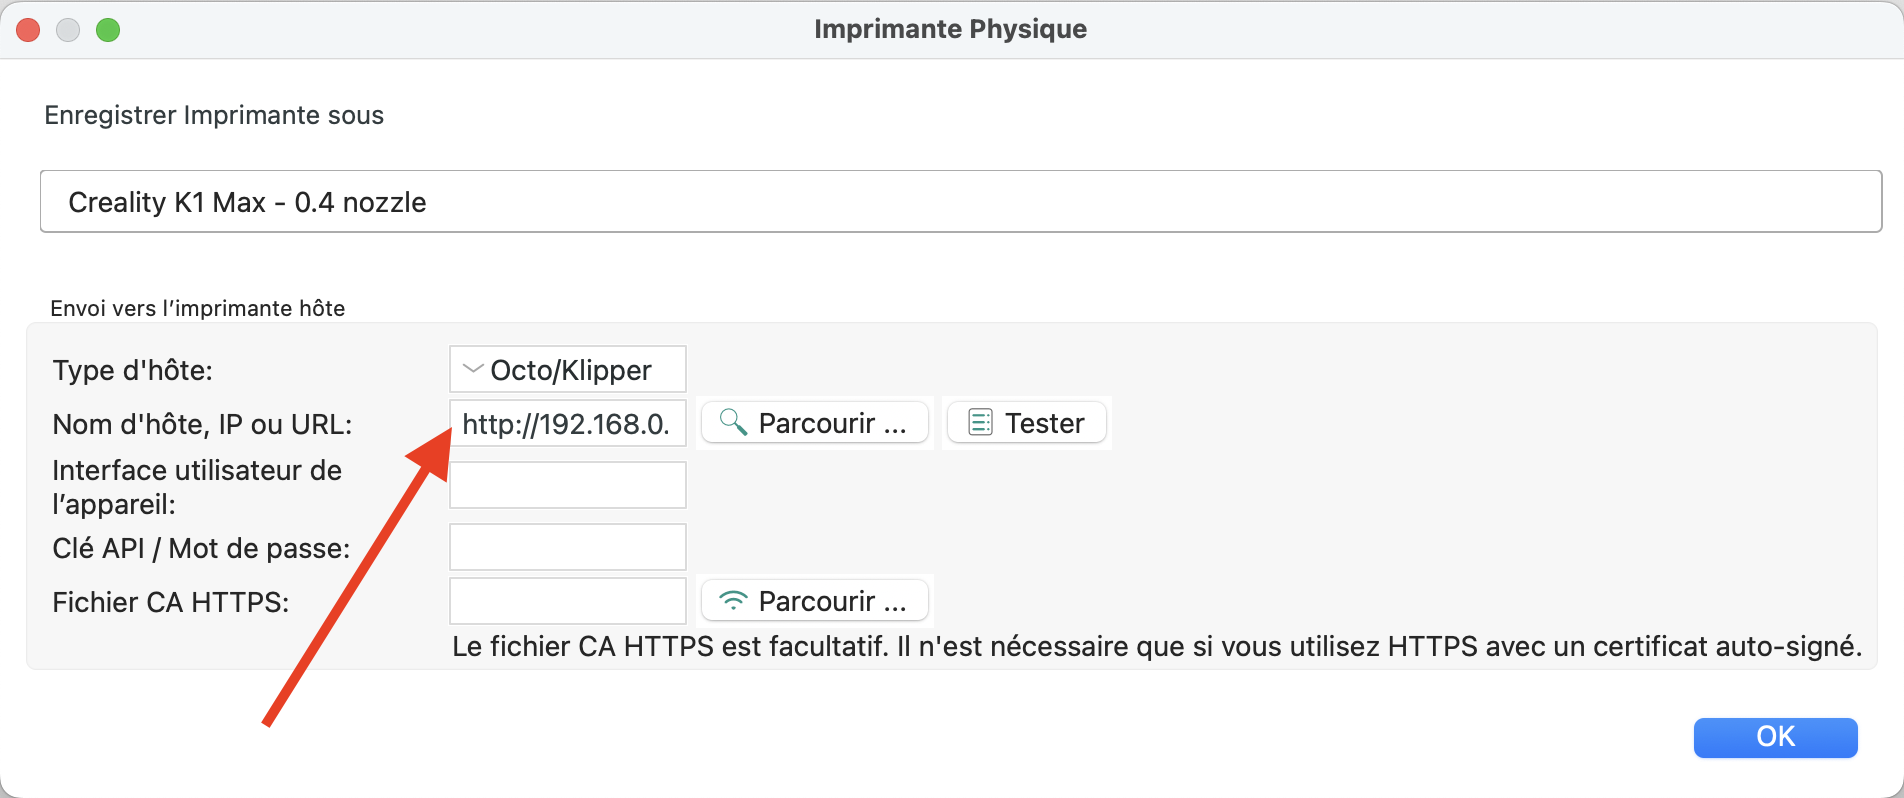 Imprimante Physique
Enregistrer Imprimante sous
Creality K1 Max - 0.4 nozzle
Envoi vers l’imprimante hôte
Type d'hôte: Octo/Klipper
Nom d'hôte, IP ou URL: http://192.168.0. Parcourir ... Tester
Interface utilisateur de
l’appareil:
Clé API / Mot de passe:
Fichier CA HTTPS: Parcourir ...
Le fichier CA HTTPS est facultatif. Il n'est nécessaire que si vous utilisez HTTPS avec un certificat auto-signé.
OK